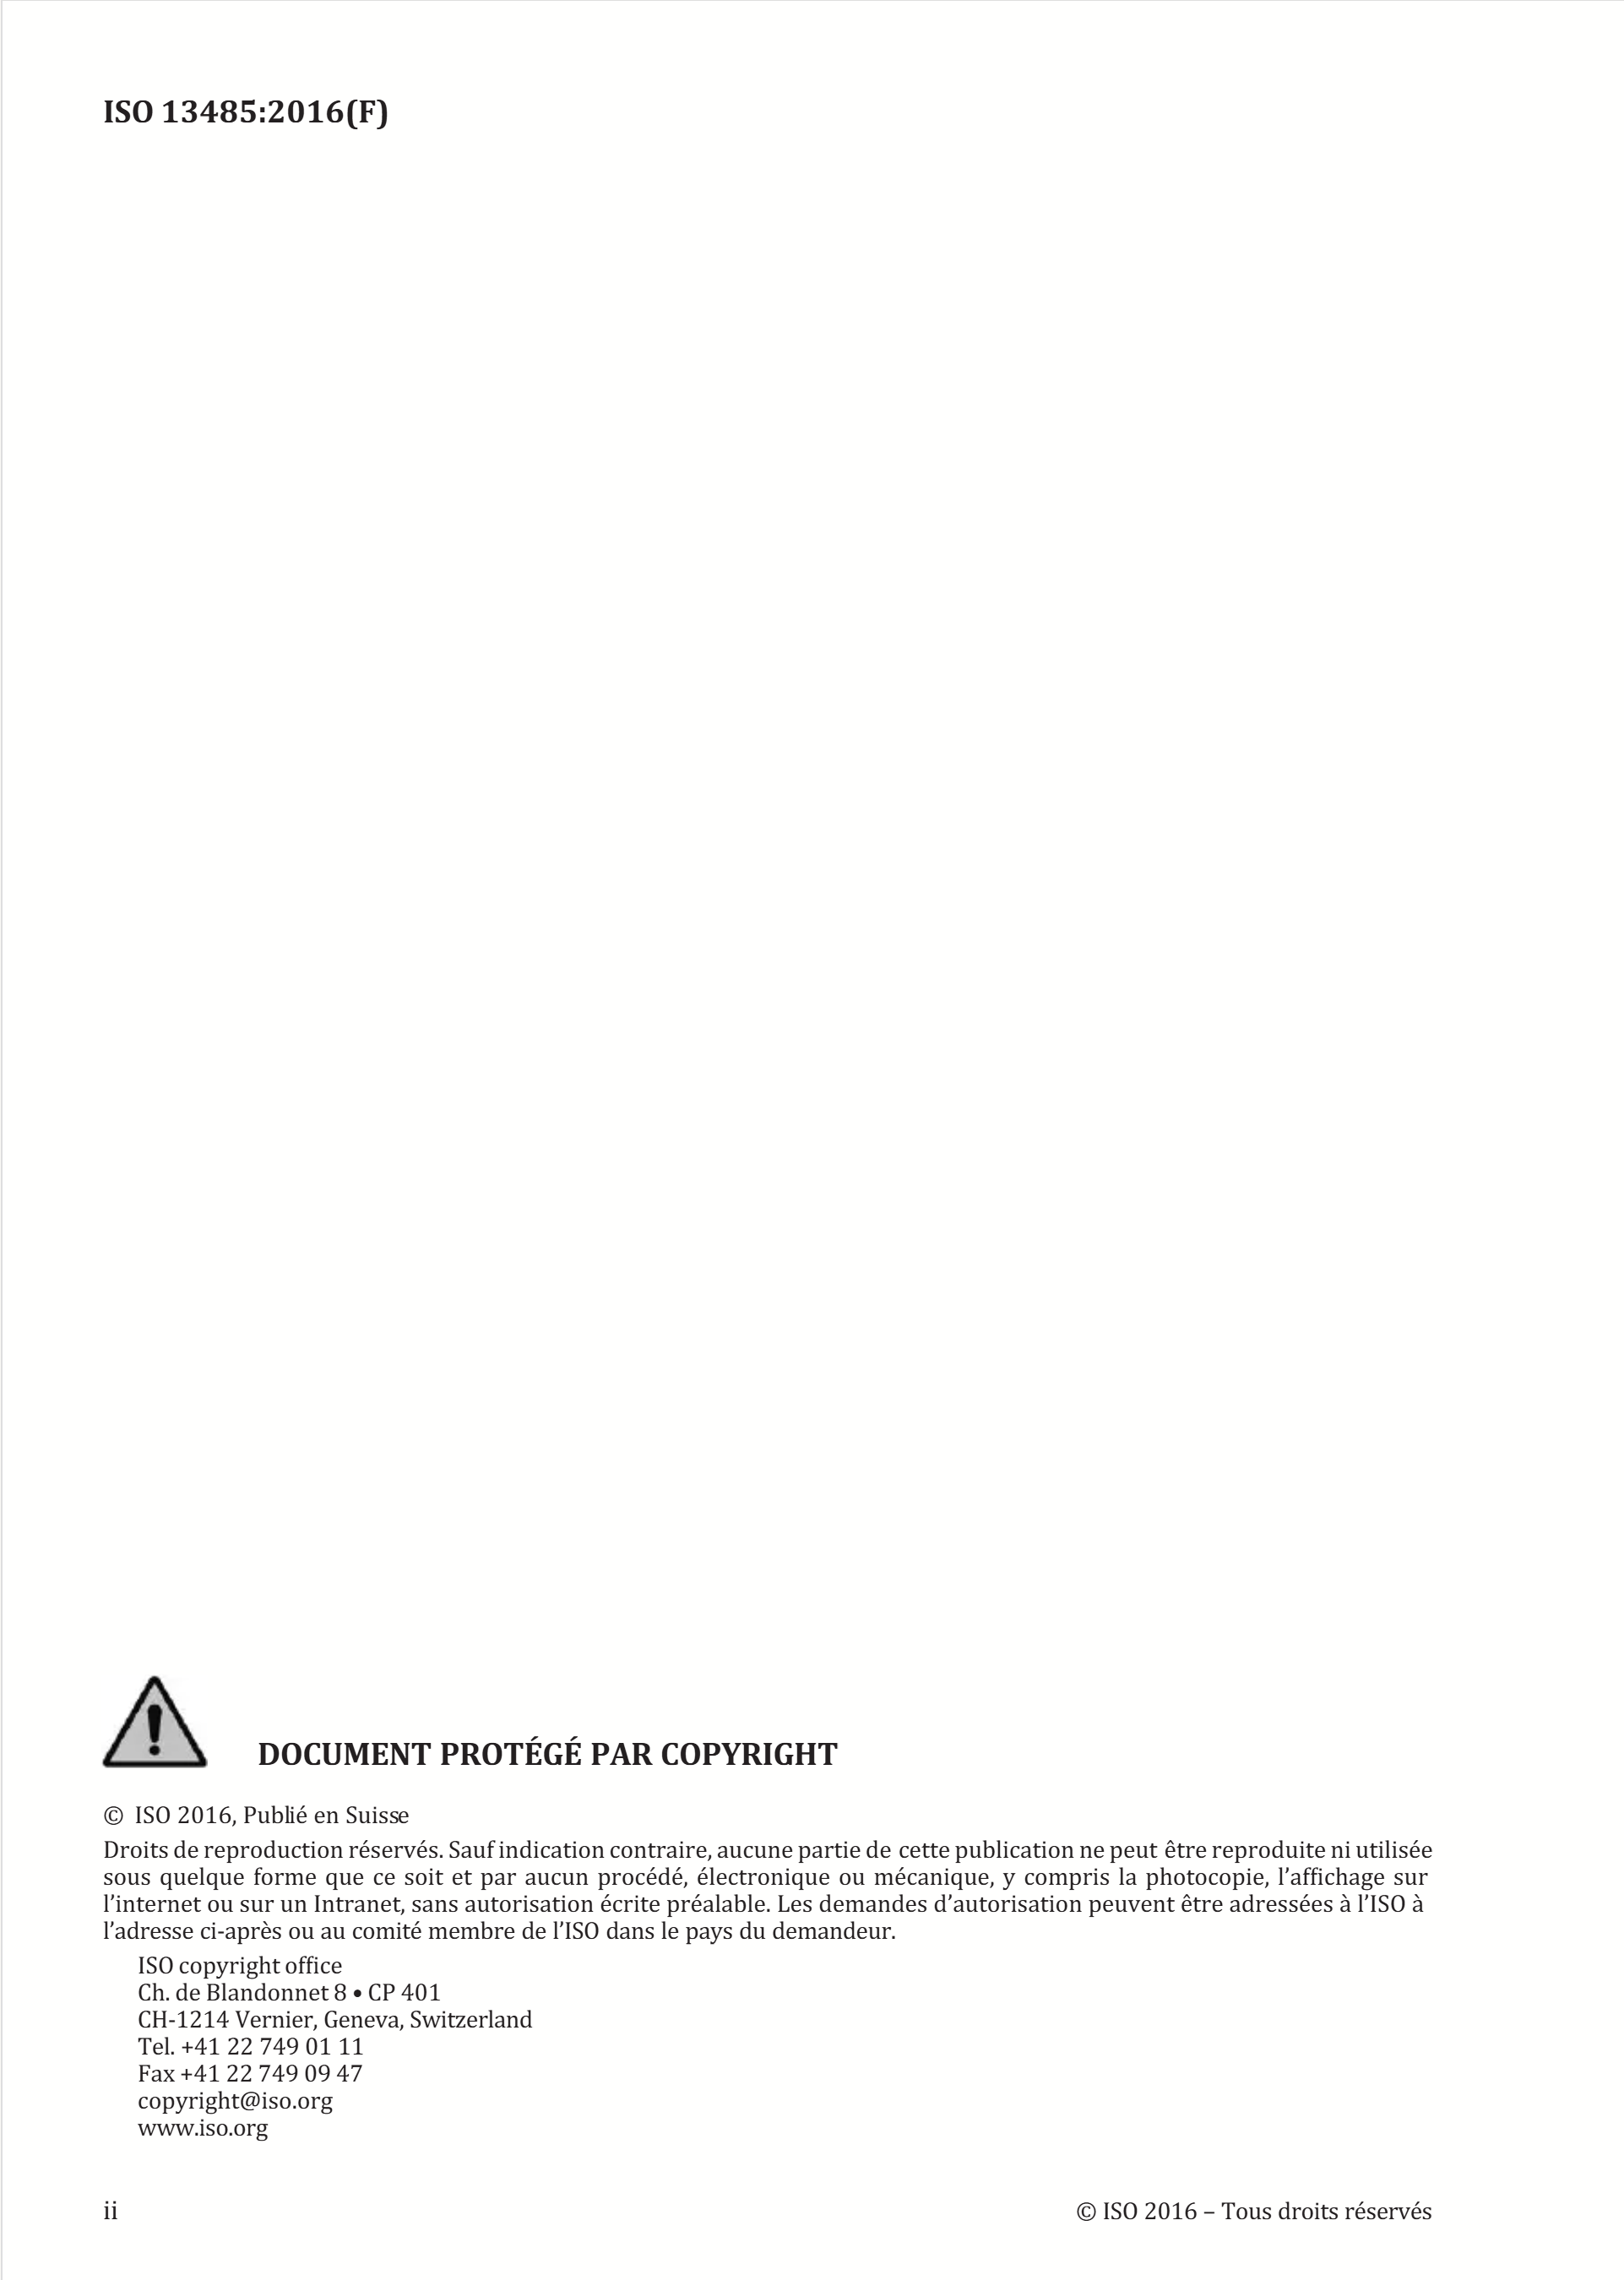 ISO 13485:2016(F)
DOCUMENT PROTÉGÉ PAR COPYRIGHT
© ISO 2016, Publié en Suisse
Droits de reproduction réservés. Sauf indication contraire, aucune partie de cette publication ne peut être reproduite ni utilisée
sous quelque forme que ce soit et par aucun procédé, électronique ou mécanique, y compris la photocopie, l’affichage sur
l’internet ou sur un Intranet, sans autorisation écrite préalable. Les demandes d’autorisation peuvent être adressées à l’ISO à
l’adresse ci-après ou au comité membre de l’ISO dans le pays du demandeur.
ISO copyright office
Ch. de Blandonnet 8 • CP 401
CH-1214 Vernier, Geneva, Switzerland
Tel. +41 22 749 01 11
Fax +41 22 749 09 47
copyright@iso.org
www.iso.org
ii
© ISO 2016 – Tous droits réservés